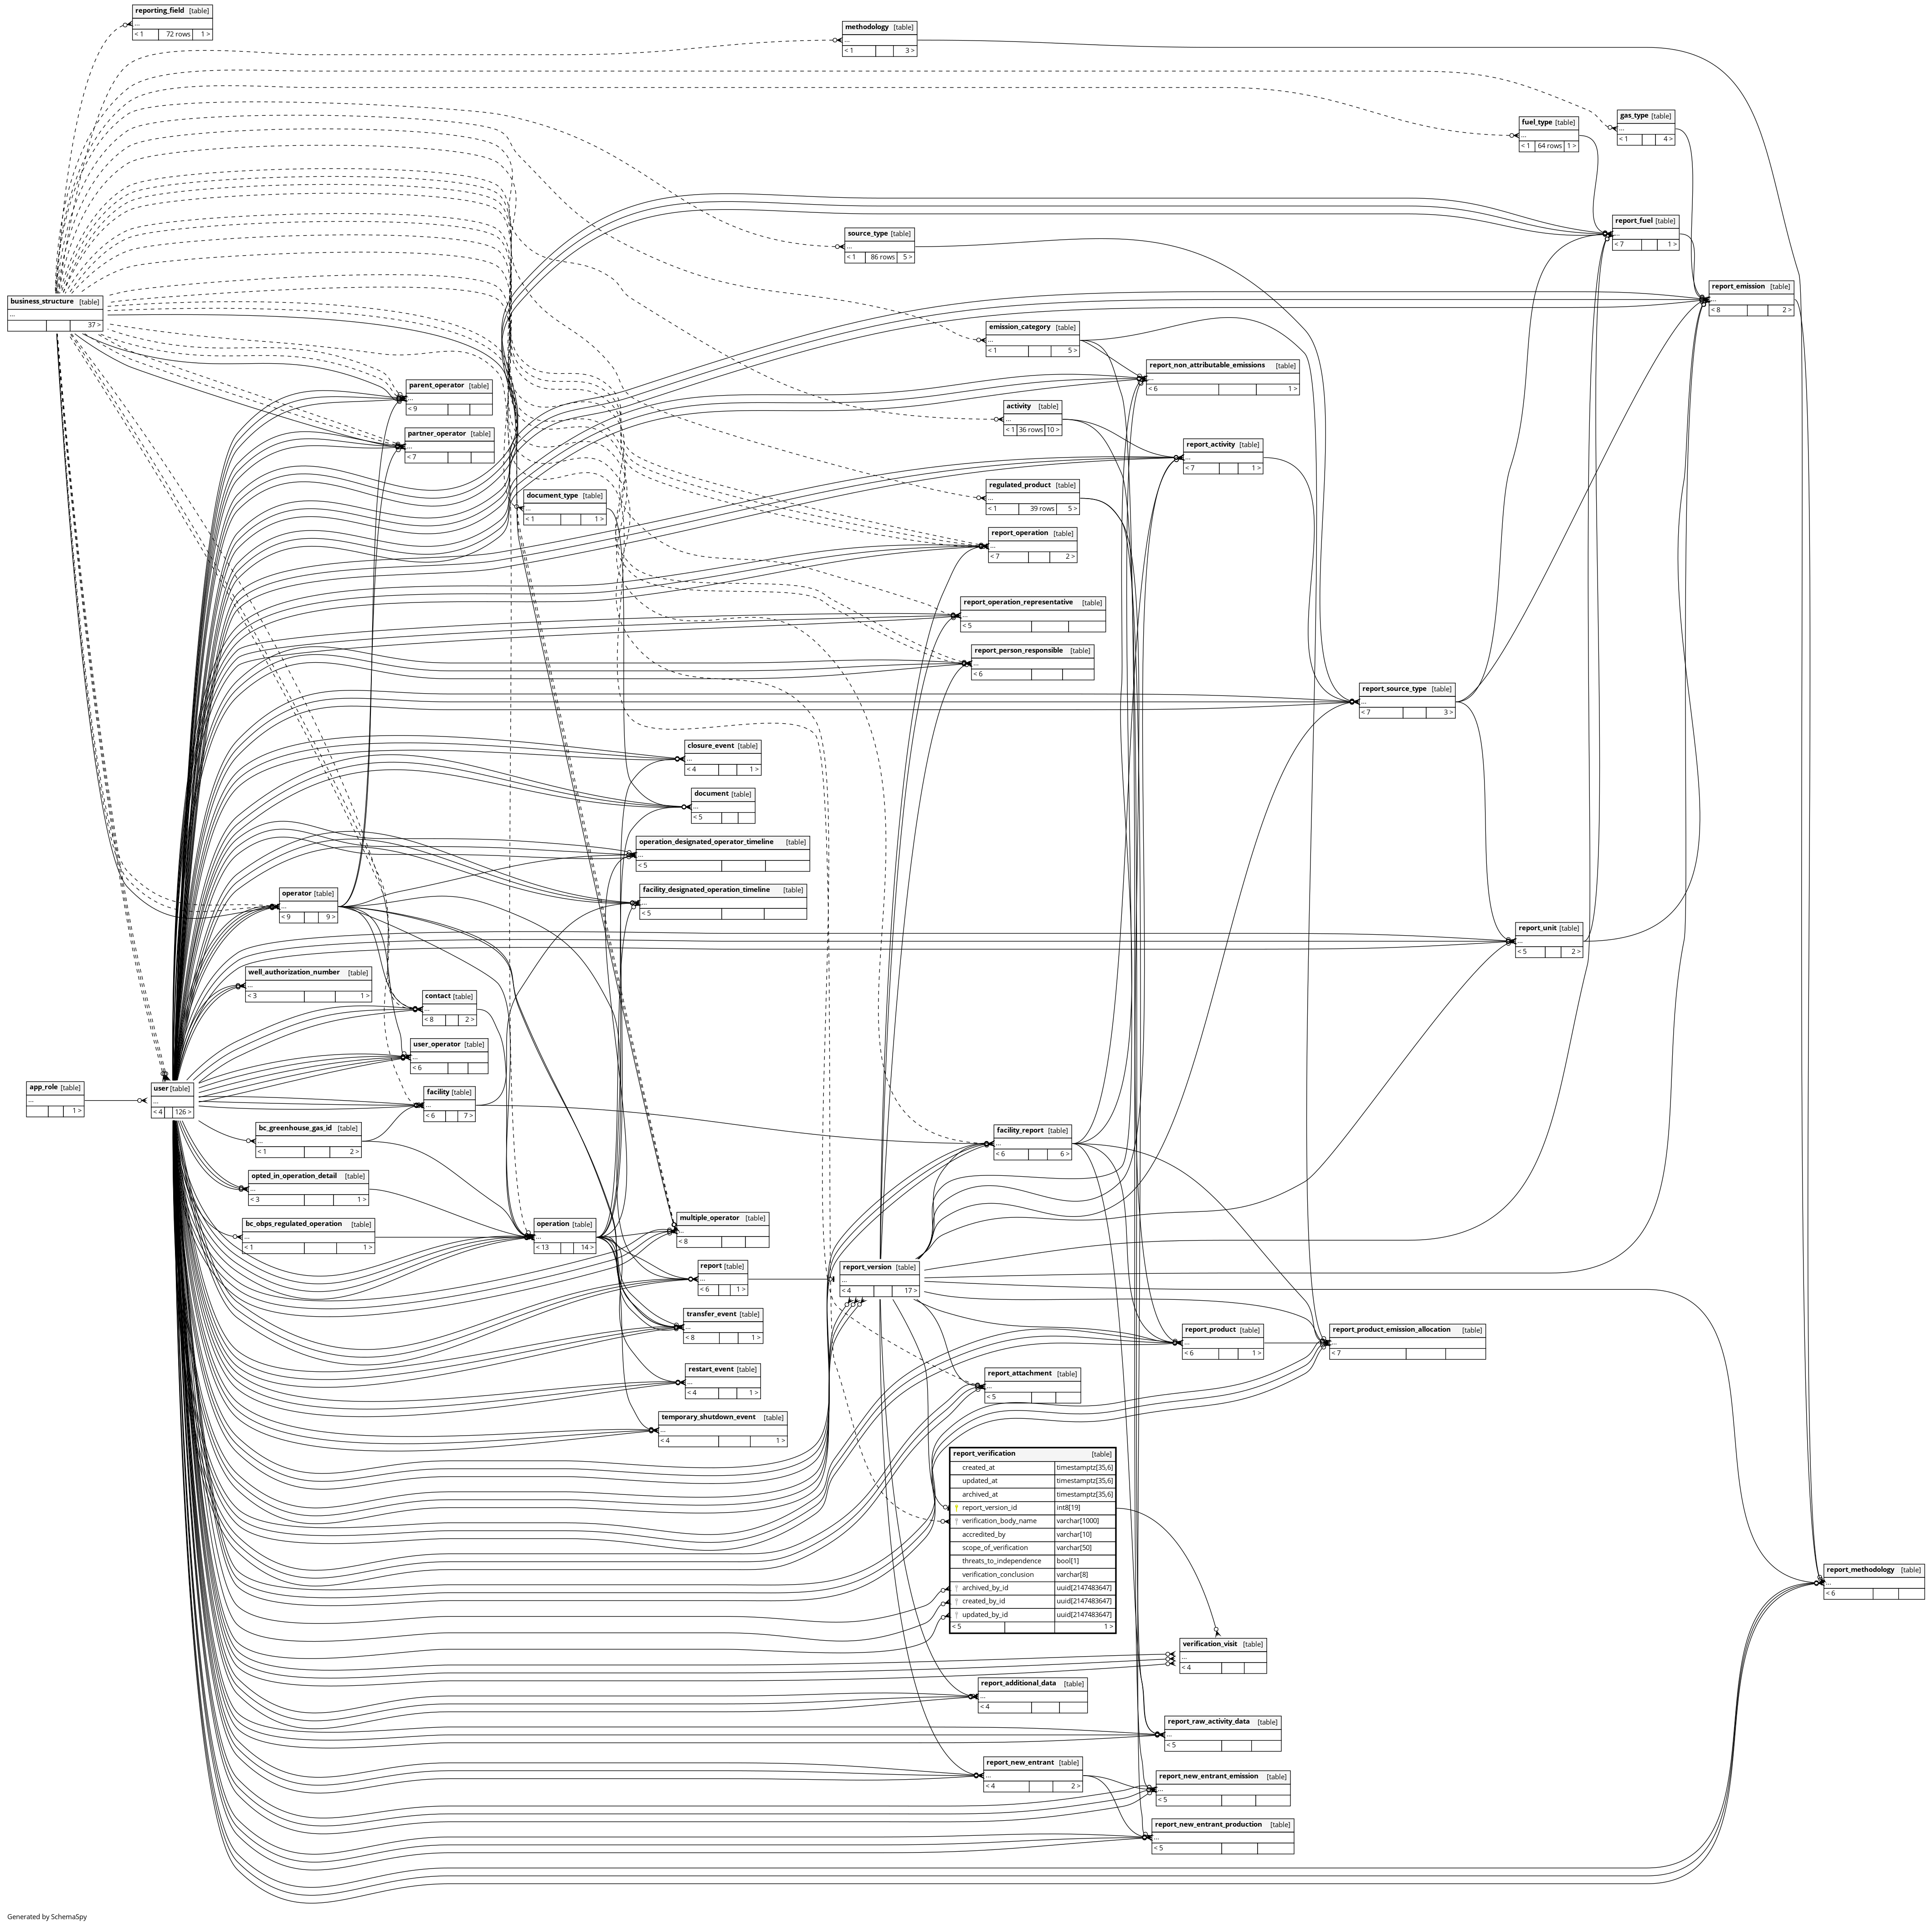 reporting_field [table]
...
< 1 72 rows 1 >
methodology [table]
...
< 1 3 >
gas_type [table]
...
< 1 4 >
fuel_type [table]
...
< 1 64 rows 1 >
report_fuel [table]
...
< 7 1 >
source_type [table]
...
< 1 86 rows 5 >
report_emission [table]
...
< 8 2 >
business_structure [table]
...
37 >
emission_category [table]
...
< 1 5 >
report_non_attributable_emissions [table]
...
< 6 1 >
parent_operator [table]
...
< 9
activity [table]
...
< 1 36 rows 10 >
partner_operator [table]
...
< 7
report_activity [table]
...
< 7 1 >
regulated_product [table]
...
< 1 39 rows 5 >
document_type [table]
...
< 1 1 >
report_operation [table]
...
< 7 2 >
report_operation_representative [table]
...
< 5
report_person_responsible [table]
...
< 6
report_source_type [table]
...
< 7 3 >
closure_event [table]
...
< 4 1 >
document [table]
...
< 5
operation_designated_operator_timeline [table]
...
< 5
facility_designated_operation_timeline [table]
...
< 5
operator [table]
...
< 9 9 >
report_unit [table]
...
< 5 2 >
well_authorization_number [table]
...
< 3 1 >
contact [table]
...
< 8 2 >
user_operator [table]
...
< 6
app_role [table]
...
1 >
user [table]
...
< 4 126 >
facility [table]
...
< 6 7 >
bc_greenhouse_gas_id [table]
...
< 1 2 >
facility_report [table]
...
< 6 6 >
opted_in_operation_detail [table]
...
< 3 1 >
bc_obps_regulated_operation [table]
...
< 1 1 >
operation [table]
...
< 13 14 >
multiple_operator [table]
...
< 8
report [table]
...
< 6 1 >
report_version [table]
...
< 4 17 >
transfer_event [table]
...
< 8 1 >
report_product [table]
...
< 6 1 >
report_product_emission_allocation [table]
...
< 7
restart_event [table]
...
< 4 1 >
report_attachment [table]
...
< 5
temporary_shutdown_event [table]
...
< 4 1 >
report_verification [table]
created_at timestamptz[35,6]
updated_at timestamptz[35,6]
archived_at timestamptz[35,6]
report_version_id int8[19]
verification_body_name varchar[1000]
accredited_by varchar[10]
scope_of_verification varchar[50]
threats_to_independence bool[1]
verification_conclusion varchar[8]
archived_by_id uuid[2147483647]
created_by_id uuid[2147483647]
updated_by_id uuid[2147483647]
< 5 1 >
report_methodology [table]
...
< 6
verification_visit [table]
...
< 4
report_additional_data [table]
...
< 4
report_raw_activity_data [table]
...
< 5
report_new_entrant [table]
...
< 4 2 >
report_new_entrant_emission [table]
...
< 5
report_new_entrant_production [table]
...
< 5
Generated by SchemaSpy